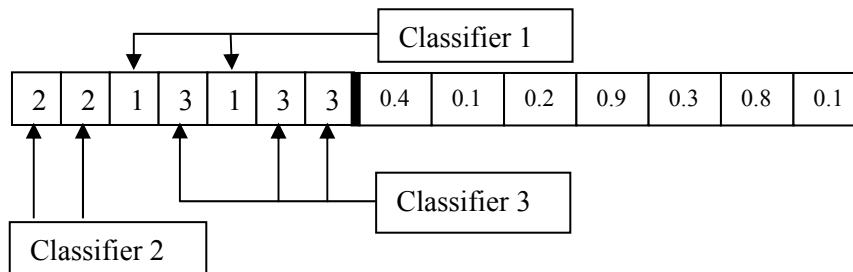 Classifier 1
2 2 1 3 1 3 3 0.4 0.1 0.2 0.9 0.3 0.8 0.1
Classifier 3
Classifier 2